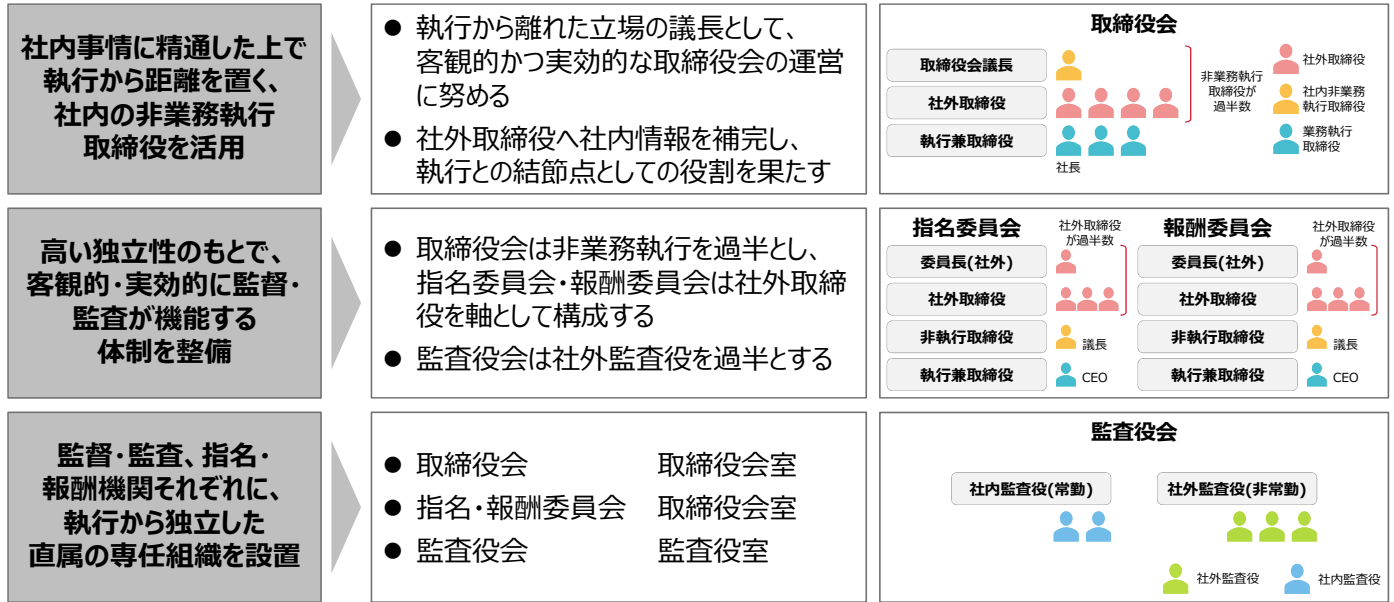 社内事情に精通した上で
執行から距離を置く、
社内の非業務執行
取締役を活用
● 執行から離れた立場の議長として、
客観的かつ実効的な取締役会の運営
に努める
● 社外取締役へ社内情報を補完し、
執行との結節点としての役割を果たす
取締役会
取締役会議長
社外取締役
執行兼取締役
社長
非業務執行
取締役が
過半数
社外取締役
社内非業務
執行取締役
業務執行
取締役
高い独立性のもとで、
客観的・実効的に監督・
監査が機能する
体制を整備
● 取締役会は非業務執行を過半とし、
指名委員会・報酬委員会は社外取締
役を軸として構成する
● 監査役会は社外監査役を過半とする
指名委員会
社外取締役
が過半数
委員長(社外)
社外取締役
非執行取締役
議長
執行兼取締役
CEO
報酬委員会
社外取締役
が過半数
委員長(社外)
社外取締役
非執行取締役
議長
執行兼取締役
CEO
監督・監査、指名・
報酬機関それぞれに、
執行から独立した
直属の専任組織を設置
● 取締役会 取締役会室
● 指名・報酬委員会 取締役会室
● 監査役会 監査役室
監査役会
社内監査役(常勤)
社外監査役(非常勤)
社外監査役
社内監査役